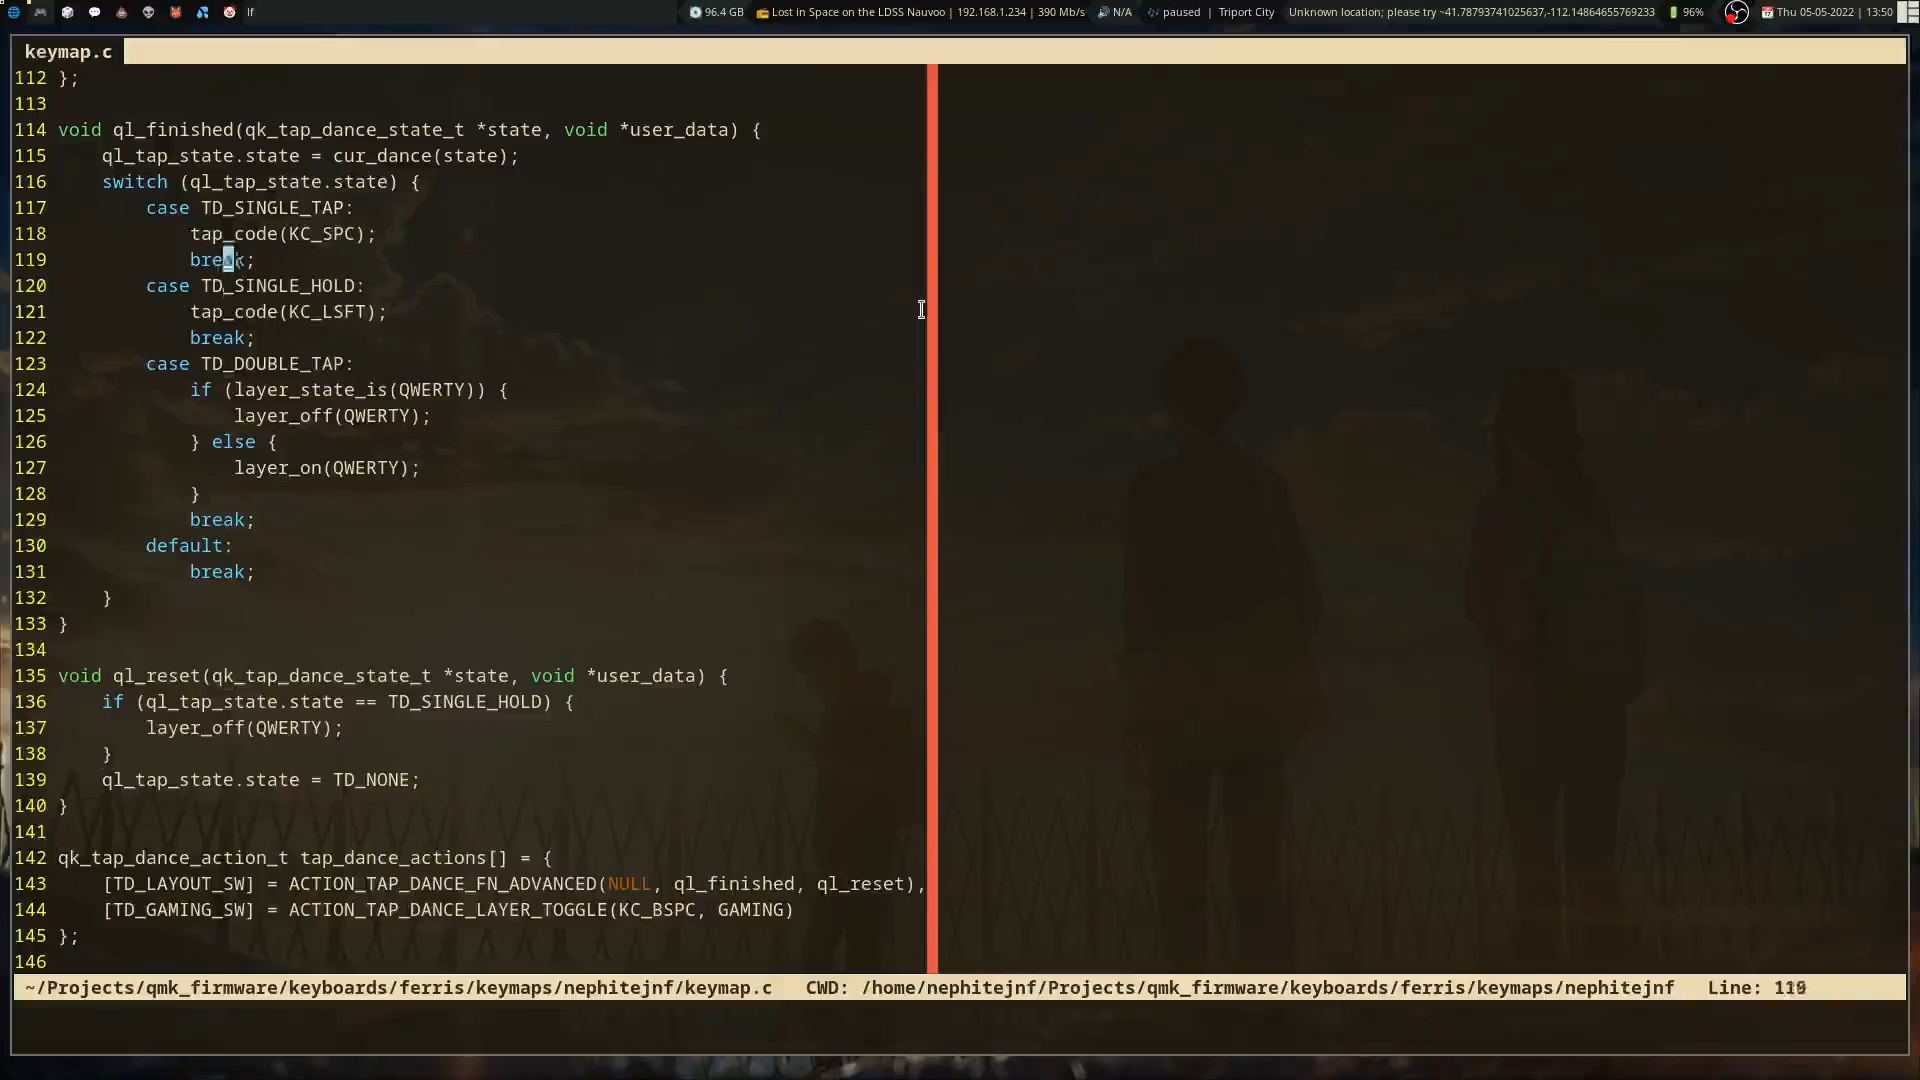 lf
96.4 GB
Lost in Space on the LDSS Nauvoo | 192.168.1.234 | 390 Mb/s
N/A
paused | Triport City
Unknown location; please try ~41.78793741025637,-112.14864655769233
96%
Thu 05-05-2022 | 13:50
keymap.c
112 };
113
114 void ql_finished(qk_tap_dance_state_t *state, void *user_data) {
115     ql_tap_state.state = cur_dance(state);
116     switch (ql_tap_state.state) {
117         case TD_SINGLE_TAP:
118             tap_code(KC_SPC);
119             break;
120         case TD_SINGLE_HOLD:
121             tap_code(KC_LSFT);
122             break;
123         case TD_DOUBLE_TAP:
124             if (layer_state_is(QWERTY)) {
125                 layer_off(QWERTY);
126             } else {
127                 layer_on(QWERTY);
128             }
129             break;
130         default:
131             break;
132     }
133 }
134
135 void ql_reset(qk_tap_dance_state_t *state, void *user_data) {
136     if (ql_tap_state.state == TD_SINGLE_HOLD) {
137         layer_off(QWERTY);
138     }
139     ql_tap_state.state = TD_NONE;
140 }
141
142 qk_tap_dance_action_t tap_dance_actions[] = {
143     [TD_LAYOUT_SW] = ACTION_TAP_DANCE_FN_ADVANCED(NULL, ql_finished, ql_reset),
144     [TD_GAMING_SW] = ACTION_TAP_DANCE_LAYER_TOGGLE(KC_BSPC, GAMING)
145 };
146
~/Projects/qmk_firmware/keyboards/ferris/keymaps/nephitejnf/keymap.c   CWD: /home/nephitejnf/Projects/qmk_firmware/keyboards/ferris/keymaps/nephitejnf   Line: